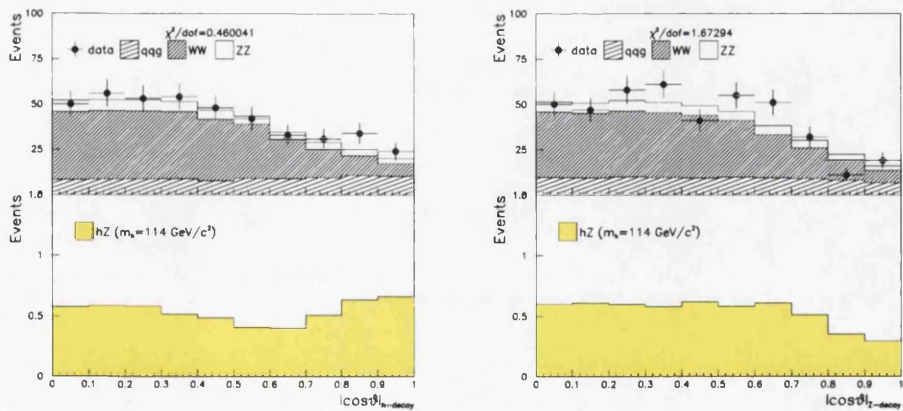 Events
100
75
50
25
1.0
χ²/dof=0.460041
data qqg WW ZZ
Events
1
0.5
0
hZ (mₕ=114 GeV/c²)
0 0.1 0.2 0.3 0.4 0.5 0.6 0.7 0.8 0.9 1
|cosϑ|h-decay
Events
100
75
50
25
1.0
χ²/dof=1.67294
data qqg WW ZZ
Events
1
0.5
0
hZ (mₕ=114 GeV/c²)
0 0.1 0.2 0.3 0.4 0.5 0.6 0.7 0.8 0.9 1
|cosϑ|Z-decay